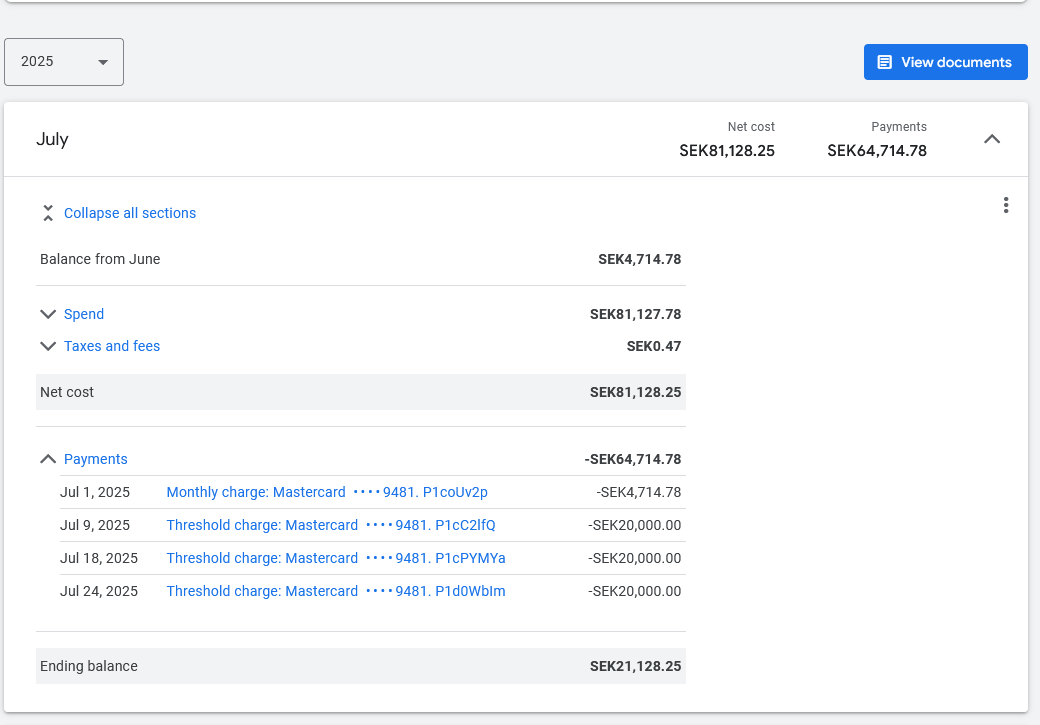 2025
View documents
July
Net cost
SEK81,128.25
Payments
SEK64,714.78
Collapse all sections
Balance from June SEK4,714.78
Spend SEK81,127.78
Taxes and fees SEK0.47
Net cost SEK81,128.25
Payments -SEK64,714.78
Jul 1, 2025 Monthly charge: Mastercard ••••9481. P1coUv2p -SEK4,714.78
Jul 9, 2025 Threshold charge: Mastercard ••••9481. P1cC2lfQ -SEK20,000.00
Jul 18, 2025 Threshold charge: Mastercard ••••9481. P1cPYMYa -SEK20,000.00
Jul 24, 2025 Threshold charge: Mastercard ••••9481. P1d0WbIm -SEK20,000.00
Ending balance SEK21,128.25